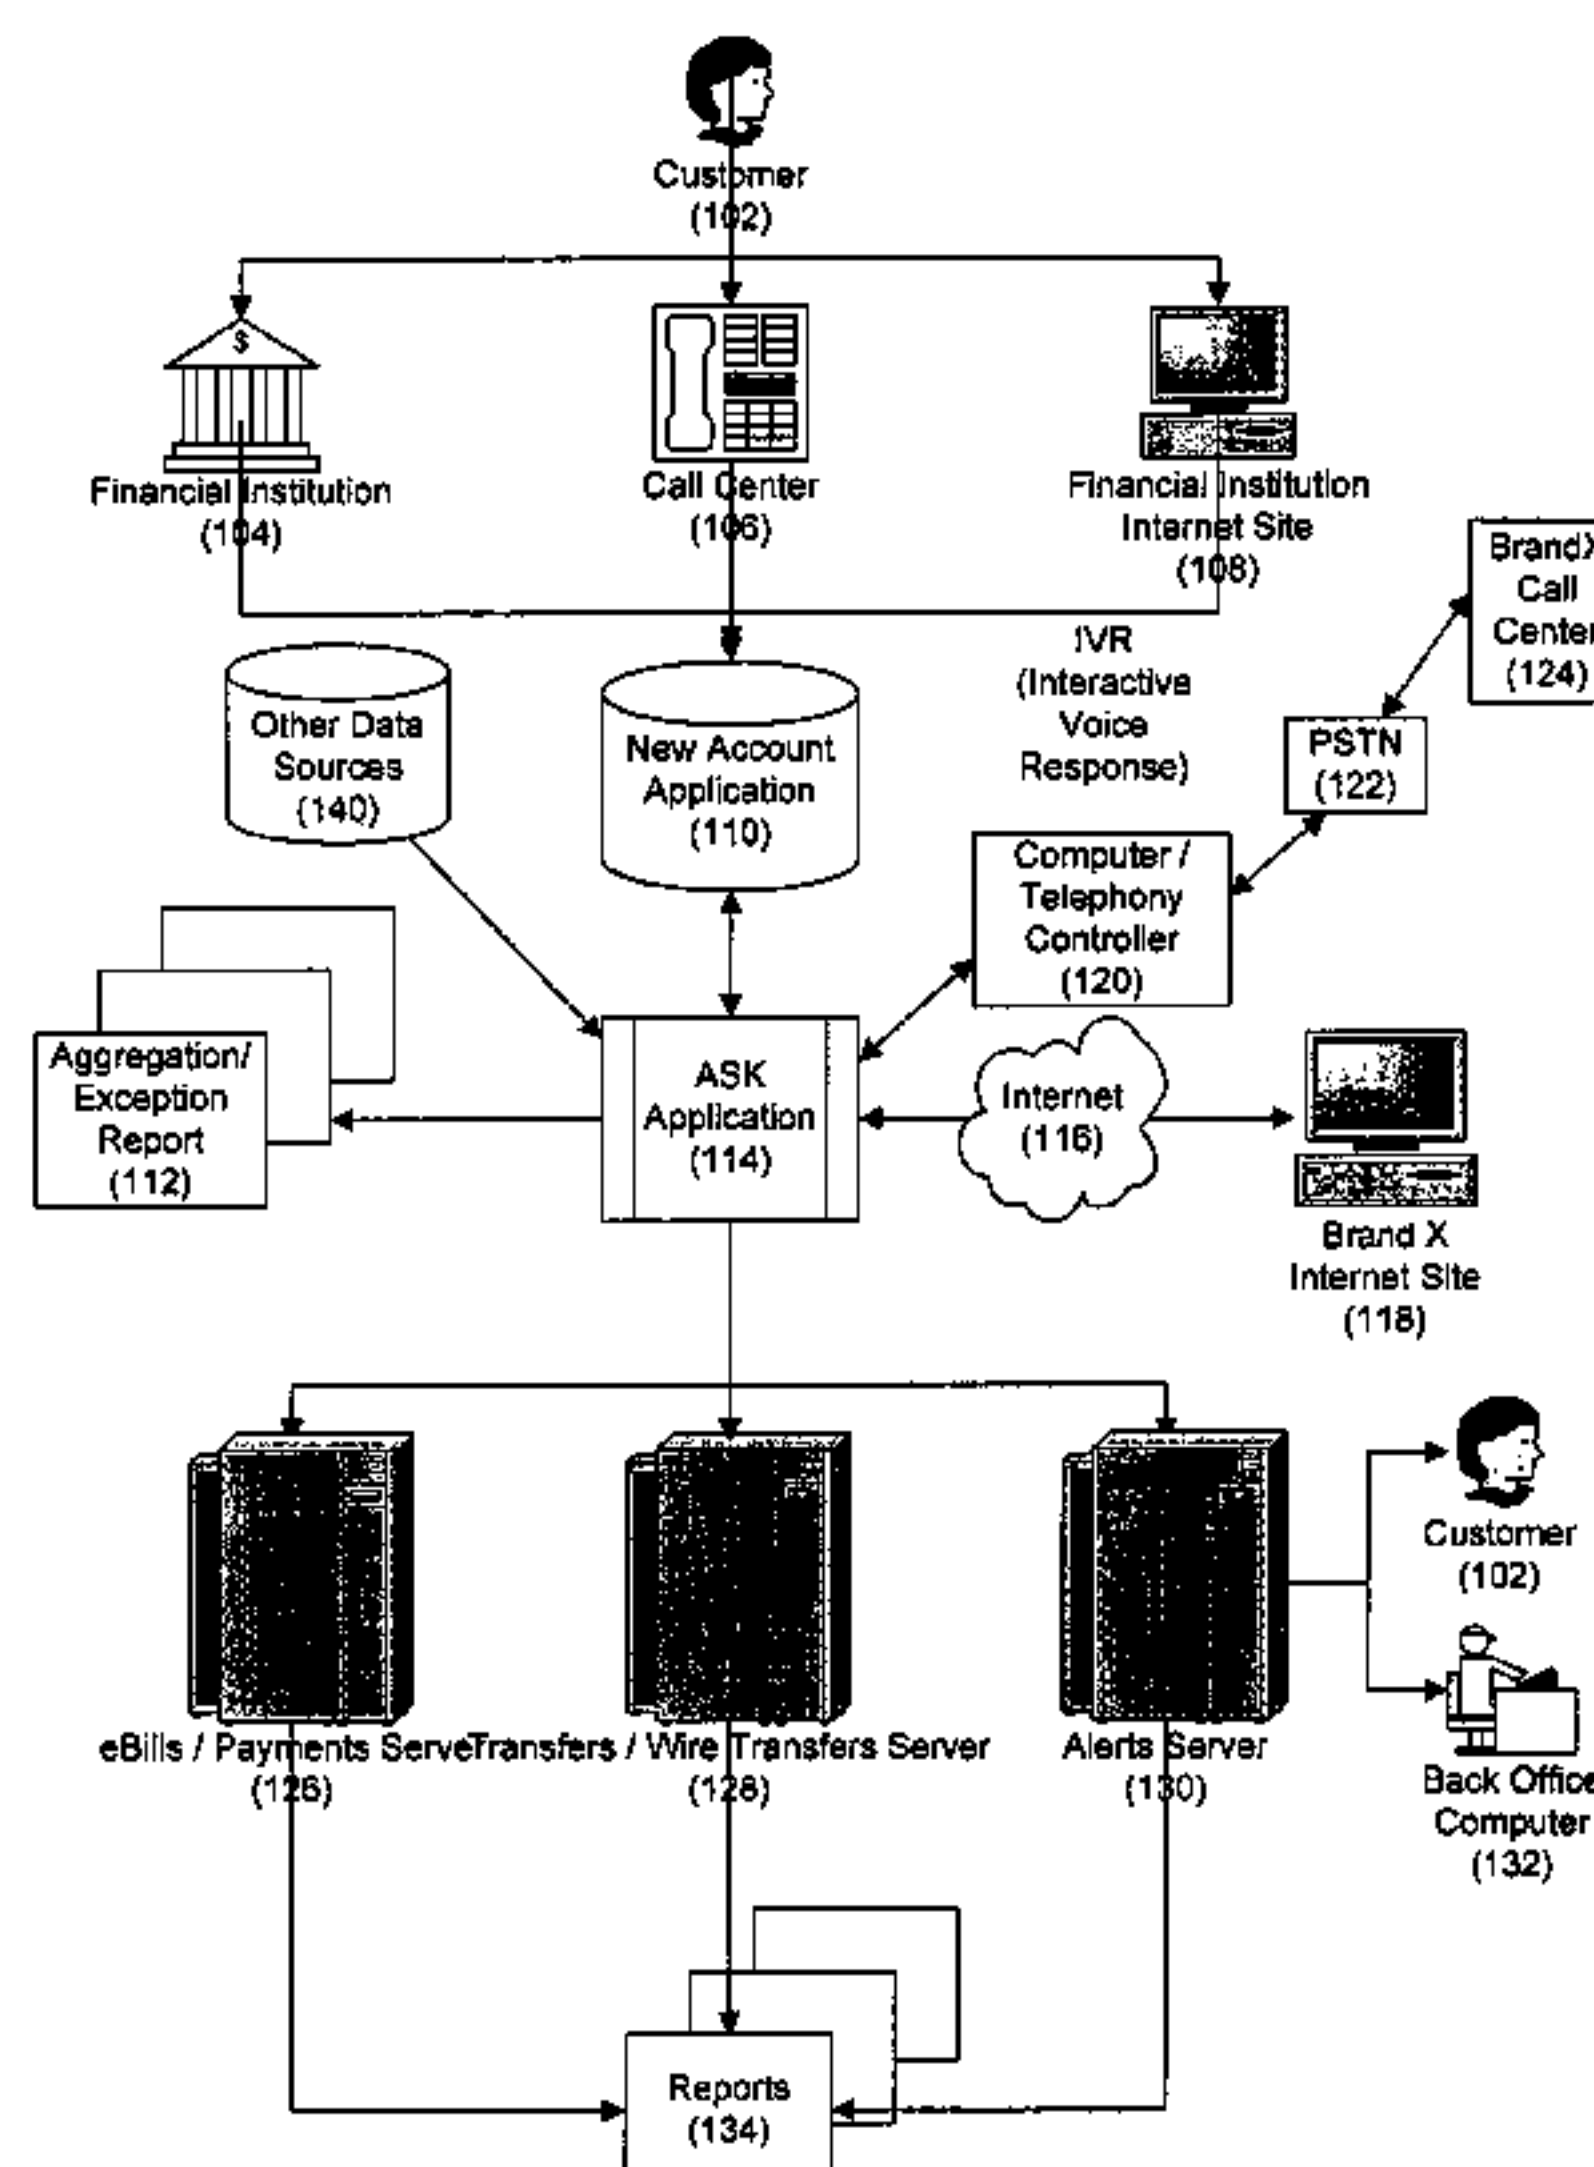 Customer
(102)
$
Financial Institution
(104)
Call Center
(106)
Financial Institution
Internet Site
(108)
BrandX
Call
Center
(124)
IVR
(Interactive
Voice
Response)
PSTN
(122)
Other Data
Sources
(140)
New Account
Application
(110)
Computer /
Telephony
Controller
(120)
Aggregation/
Exception
Report
(112)
ASK
Application
(114)
Internet
(116)
Brand X
Internet Site
(118)
Customer
(102)
eBills / Payments Serve
(126)
Transfers / Wire Transfers Server
(128)
Alerts Server
(130)
Back Office
Computer
(132)
Reports
(134)